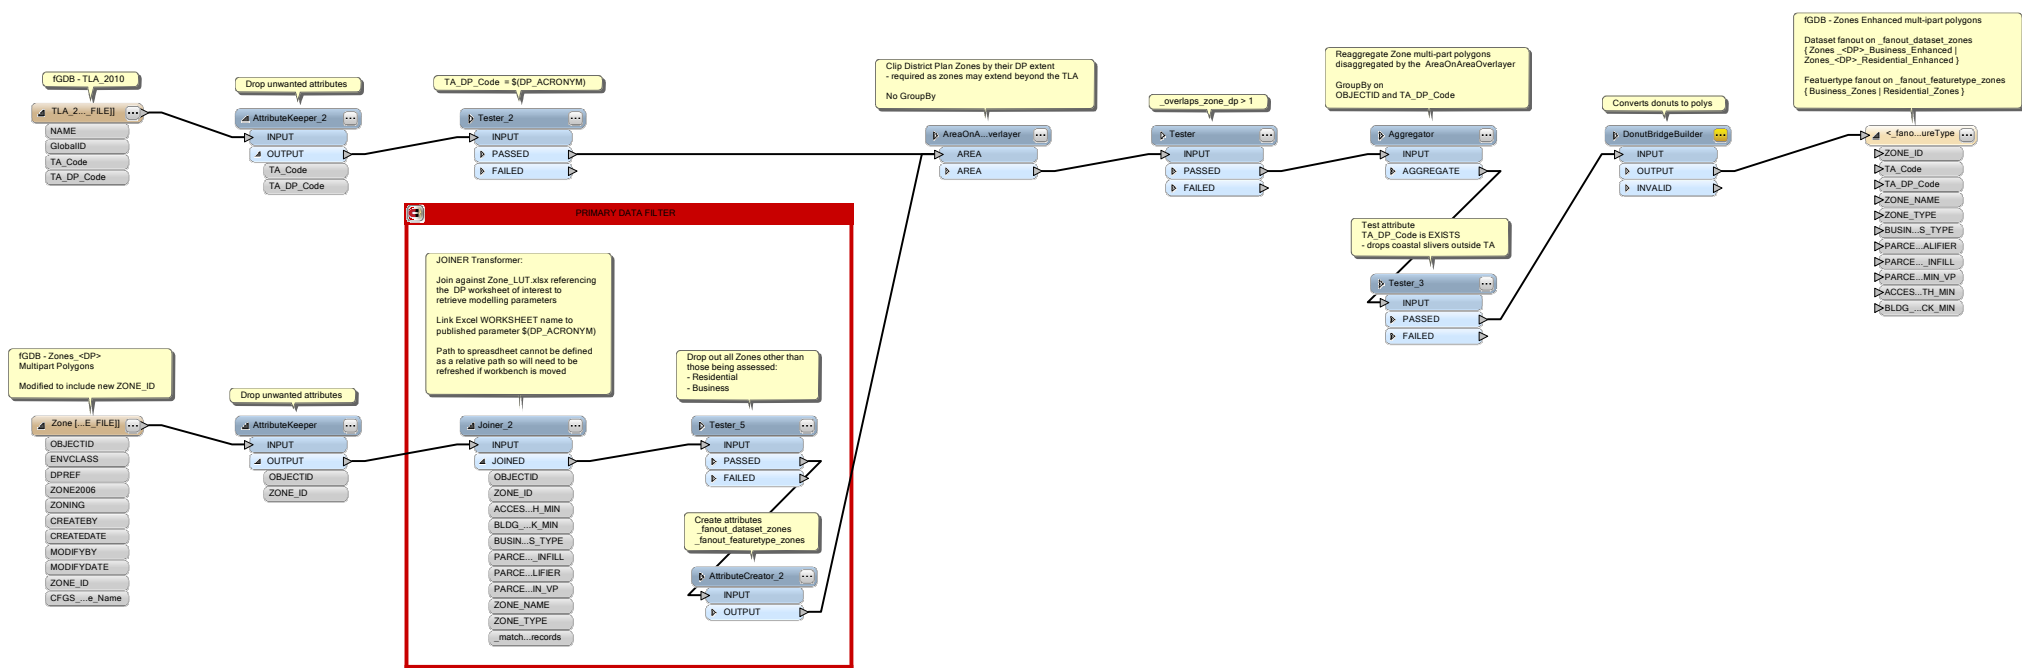 fGDB - TLA_2010
TLA_2..._FILE]]
NAME
GlobalID
TA_Code
TA_DP_Code
Drop unwanted attributes
AttributeKeeper_2
INPUT
OUTPUT
TA_Code
TA_DP_Code
TA_DP_Code = $(DP_ACRONYM)
Tester_2
INPUT
PASSED
FAILED
Clip District Plan Zones by their DP extent
- required as zones may extend beyond the TLA
No GroupBy
AreaOnA...verlayer
AREA
AREA
_overlaps_zone_dp > 1
Tester
INPUT
PASSED
FAILED
Reaggregate Zone multi-part polygons
disaggregated by the AreaOnAreaOverlayer
GroupBy on
OBJECTID and TA_DP_Code
Aggregator
INPUT
AGGREGATE
Test attribute
TA_DP_Code is EXISTS
- drops coastal slivers outside TA
Tester_3
INPUT
PASSED
FAILED
Converts donuts to polys
DonutBridgeBuilder
INPUT
OUTPUT
INVALID
fGDB - Zones Enhanced mult-ipart polygons
Dataset fanout on _fanout_dataset_zones
{ Zones _<DP>_Business_Enhanced |
Zones_<DP>_Residential_Enhanced }
Featuertype fanout on _fanout_featuretype_zones
{ Business_Zones | Residential_Zones }
<_fano...ureType
ZONE_ID
TA_Code
TA_DP_Code
ZONE_NAME
ZONE_TYPE
BUSIN...S_TYPE
PARCE...ALIFIER
PARCE..._INFILL
PARCE...MIN_VP
ACCES...TH_MIN
BLDG_...CK_MIN
PRIMARY DATA FILTER
JOINER Transformer:
Join against Zone_LUT.xlsx referencing
the DP worksheet of interest to
retrieve modelling parameters
Link Excel WORKSHEET name to
published parameter $(DP_ACRONYM)
Path to spreasdheet cannot be defined
as a relative path so will need to be
refreshed if workbench is moved
Joiner_2
INPUT
JOINED
OBJECTID
ZONE_ID
ACCES...H_MIN
BLDG_...K_MIN
BUSIN...S_TYPE
PARCE..._INFILL
PARCE...LIFIER
PARCE...IN_VP
ZONE_NAME
ZONE_TYPE
_match...records
Drop out all Zones other than
those being assessed:
- Residential
- Business
Tester_5
INPUT
PASSED
FAILED
Create attributes
_fanout_dataset_zones
_fanout_featuretype_zones
AttributeCreator_2
INPUT
OUTPUT
fGDB - Zones_<DP>
Multipart Polygons
Modified to include new ZONE_ID
Zone [...E_FILE]]
OBJECTID
ENVCLASS
DPREF
ZONE2006
ZONING
CREATEBY
CREATEDATE
MODIFYBY
MODIFYDATE
ZONE_ID
CFGS_...e_Name
Drop unwanted attributes
AttributeKeeper
INPUT
OUTPUT
OBJECTID
ZONE_ID